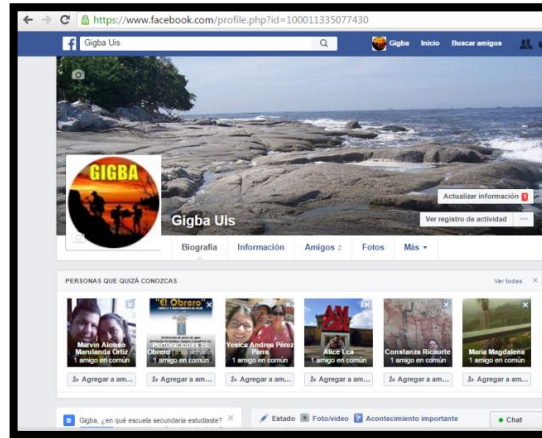 https://www.facebook.com/profile.php?id=100011335077430
Gigba Uis
Gigba Inicio Buscar amigos
GIGBA
Actualizar información 1
Gigba Uis
Ver registro de actividad ...
Biografía Información Amigos 2 Fotos Más
PERSONAS QUE QUIZÁ CONOZCAS Ver todas
"El Obrero"
Marvin Alonso Marulanda Ortiz
1 amigo en común
Perforaciones El Obrero
1 amigo en común
Yesica Andrea Pérez Parra
1 amigo en común
Alice Lca
1 amigo en común
Constanza Ricaurte
1 amigo en común
Maria Magdalena
1 amigo en común
Agregar a am...
Agregar a am...
Agregar a am...
Agregar a am...
Agregar a am...
Agregar a am...
Gigba, ¿en qué escuela secundaria estudiaste?
Estado Foto/video Acontecimiento importante
Chat